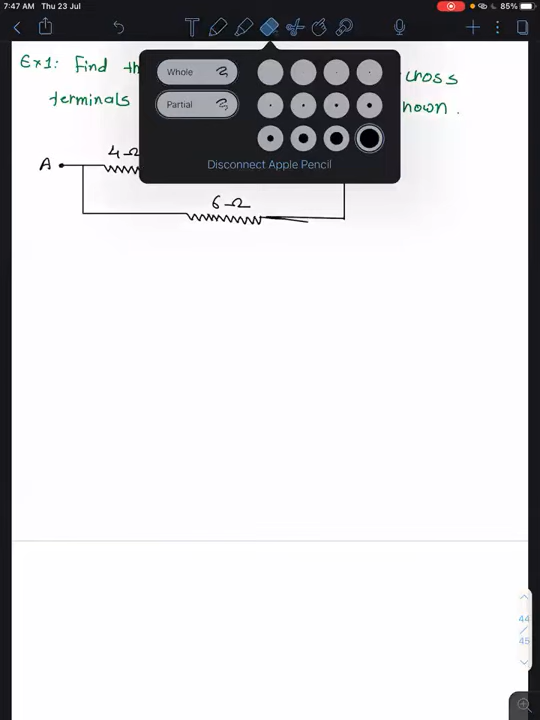 7:47 AM Thu 23 Jul
85%
Ex1: Find th cross
terminals hown.
Whole
Partial
Disconnect Apple Pencil
A 4Ω
6Ω
44
/
45